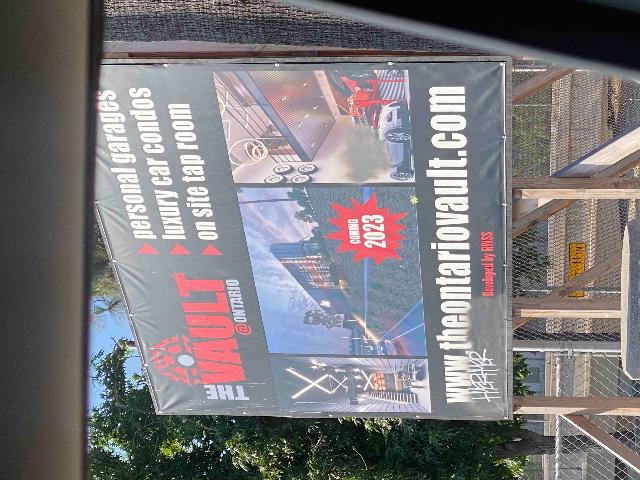 THE
VAULT
@ONTARIO
personal garages
luxury car condos
on site tap room
COMING
2023
www.theontariovault.com
Developed by RHSS